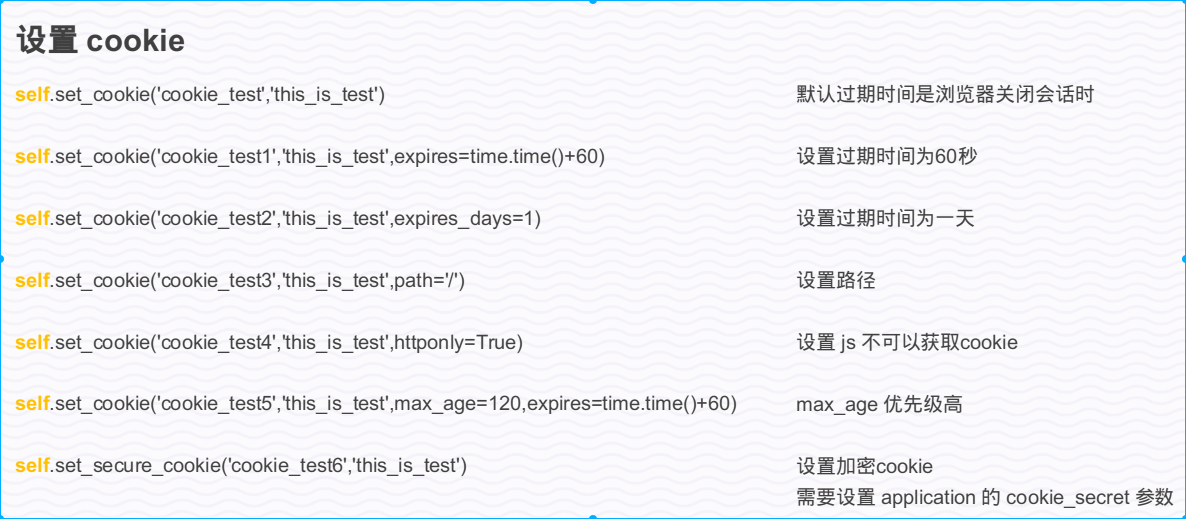 设置 cookie
self.set_cookie('cookie_test','this_is_test') 默认过期时间是浏览器关闭会话时
self.set_cookie('cookie_test1','this_is_test',expires=time.time()+60) 设置过期时间为60秒
self.set_cookie('cookie_test2','this_is_test',expires_days=1) 设置过期时间为一天
self.set_cookie('cookie_test3','this_is_test',path='/') 设置路径
self.set_cookie('cookie_test4','this_is_test',httponly=True) 设置 js 不可以获取cookie
self.set_cookie('cookie_test5','this_is_test',max_age=120,expires=time.time()+60) max_age 优先级高
self.set_secure_cookie('cookie_test6','this_is_test') 设置加密cookie
需要设置 application 的 cookie_secret 参数